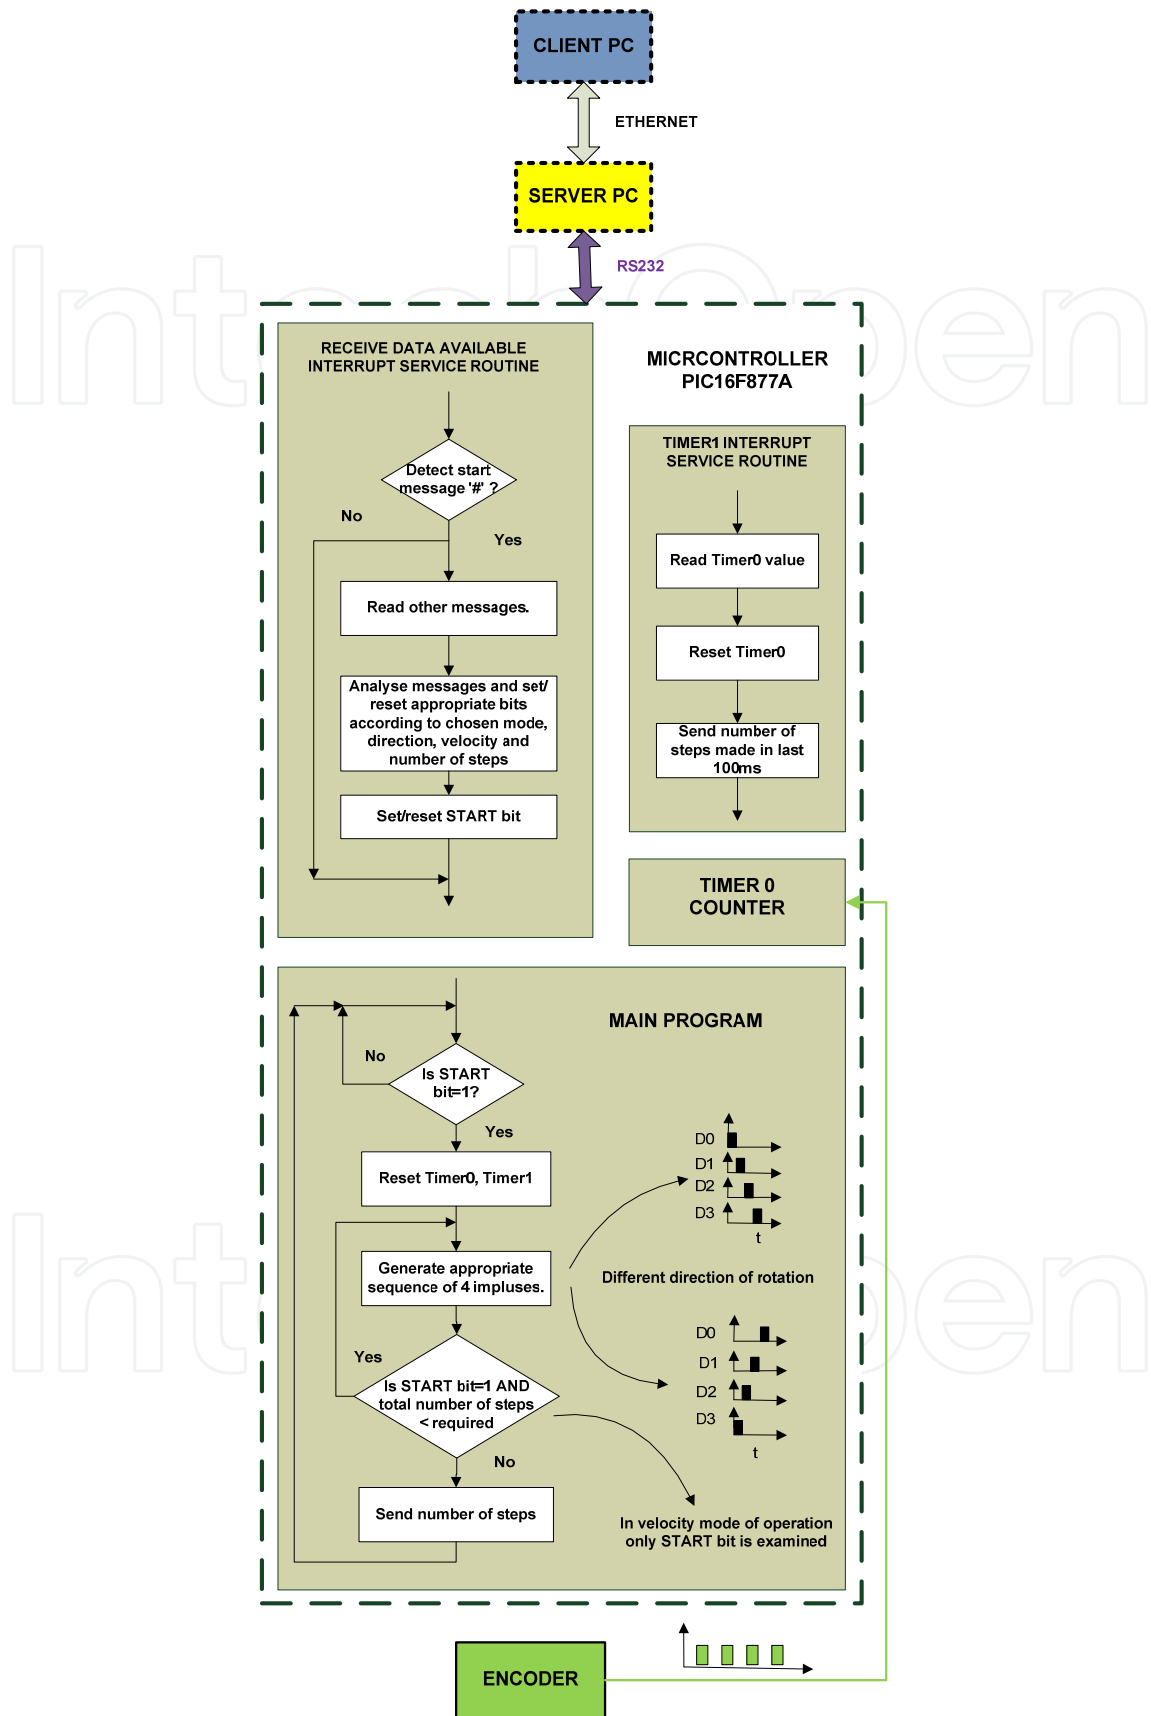 CLIENT PC
ETHERNET
SERVER PC
RS232
IntechOpen
RECEIVE DATA AVAILABLE
INTERRUPT SERVICE ROUTINE
Detect start
message '#' ?
No
Yes
Read other messages.
Analyse messages and set/
reset appropriate bits
according to chosen mode,
direction, velocity and
number of steps
Set/reset START bit
MICRCONTROLLER
PIC16F877A
TIMER1 INTERRUPT
SERVICE ROUTINE
Read Timer0 value
Reset Timer0
Send number of
steps made in last
100ms
TIMER 0
COUNTER
MAIN PROGRAM
No
Is START
bit=1?
Yes
Reset Timer0, Timer1
Generate appropriate
sequence of 4 impluses.
Yes
Is START bit=1 AND
total number of steps
< required
No
Send number of steps
D0
D1
D2
D3
t
Different direction of rotation
D0
D1
D2
D3
t
In velocity mode of operation
only START bit is examined
IntechOpen
ENCODER